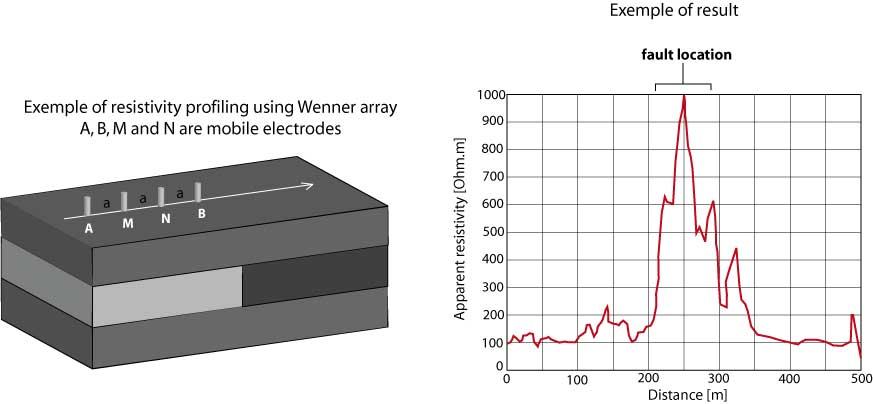 Exemple of resistivity profiling using Wenner array
A, B, M and N are mobile electrodes
a
a
a
A
M
N
B
Exemple of result
fault location
Apparent resistivity [Ohm.m]
1000
900
800
700
600
500
400
300
200
100
0
0
100
200
300
400
500
Distance [m]